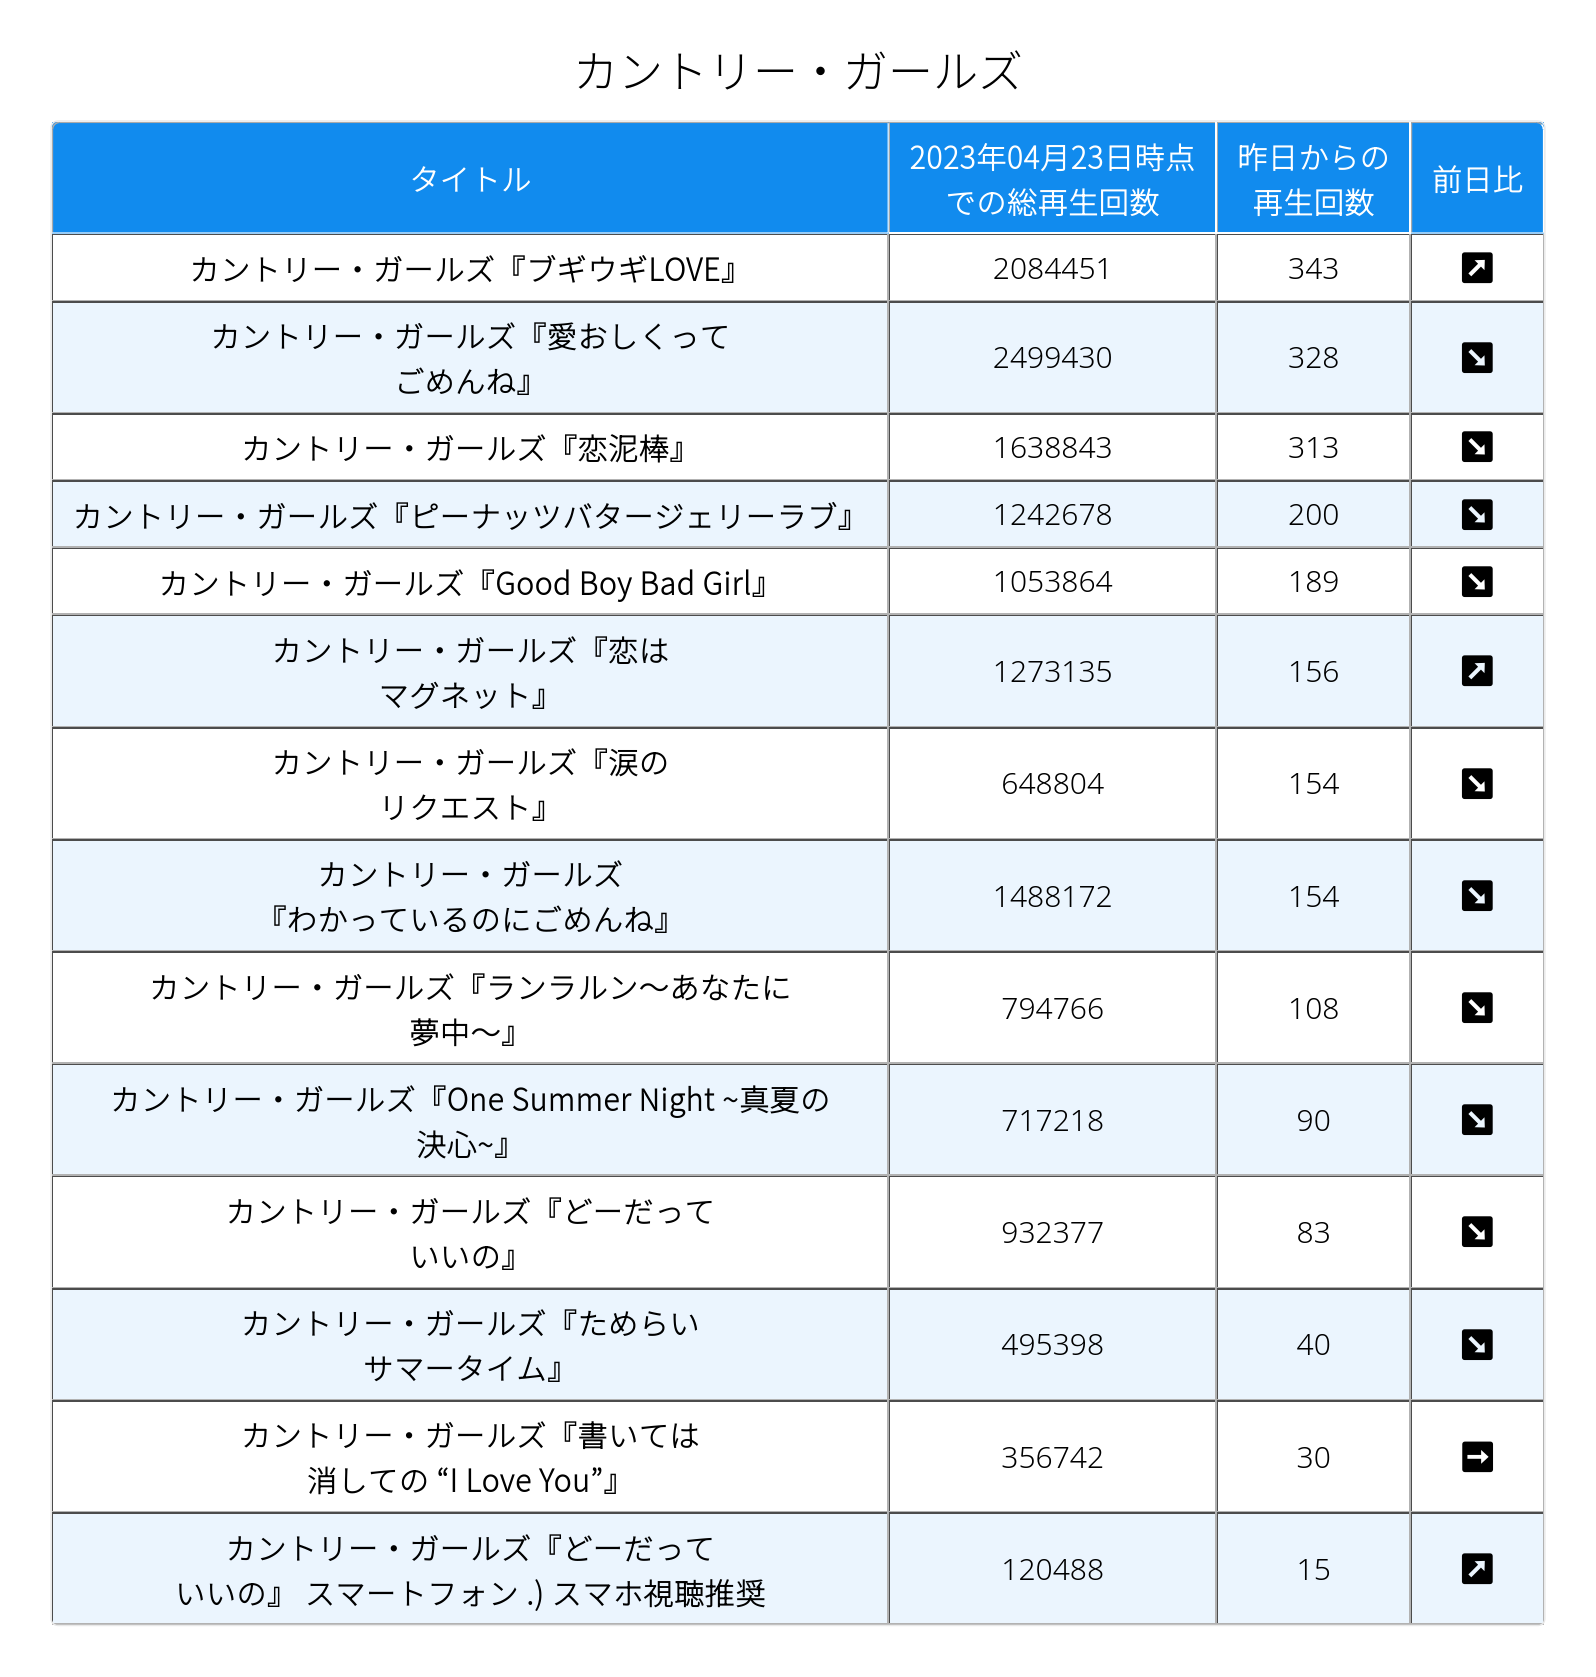 カントリー・ガールズ
タイトル
2023年04月23日時点
での総再生回数
昨日からの
再生回数
前日比
カントリー・ガールズ『ブギウギLOVE』
2084451
343
カントリー・ガールズ『愛おしくって
ごめんね』
2499430
328
カントリー・ガールズ『恋泥棒』
1638843
313
カントリー・ガールズ『ピーナッツバタージェリーラブ』
1242678
200
カントリー・ガールズ『Good Boy Bad Girl』
1053864
189
カントリー・ガールズ『恋は
マグネット』
1273135
156
カントリー・ガールズ『涙の
リクエスト』
648804
154
カントリー・ガールズ
『わかっているのにごめんね』
1488172
154
カントリー・ガールズ『ランラルン〜あなたに
夢中〜』
794766
108
カントリー・ガールズ『One Summer Night ~真夏の
決心~』
717218
90
カントリー・ガールズ『どーだって
いいの』
932377
83
カントリー・ガールズ『ためらい
サマータイム』
495398
40
カントリー・ガールズ『書いては
消しての “I Love You”』
356742
30
カントリー・ガールズ『どーだって
いいの』 スマートフォン .) スマホ視聴推奨
120488
15